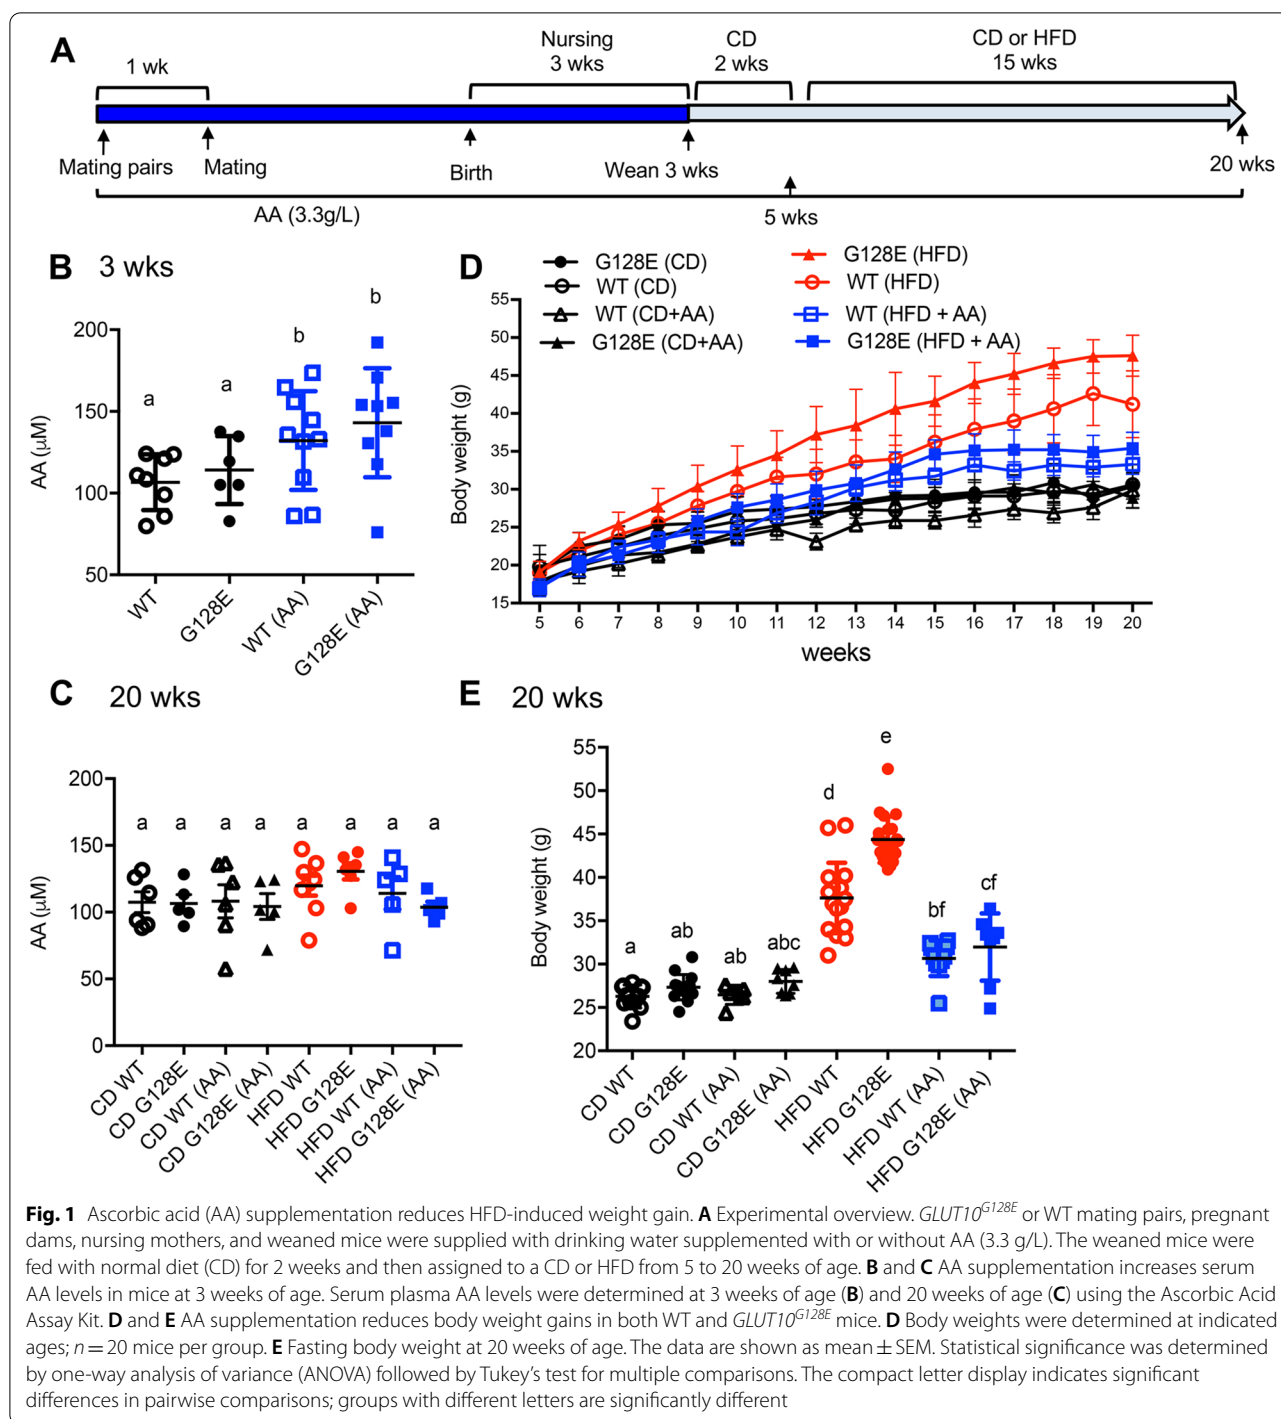 A
1 wk
Nursing
3 wks
CD
2 wks
CD or HFD
15 wks
Mating pairs
Mating
Birth
Wean 3 wks
20 wks
AA (3.3g/L)
5 wks
B 3 wks
AA (μM)
200
150
100
50
a
a
b
b
WT
G128E
WT (AA)
G128E (AA)
D
G128E (CD)
WT (CD)
WT (CD+AA)
G128E (CD+AA)
G128E (HFD)
WT (HFD)
WT (HFD + AA)
G128E (HFD + AA)
Body weight (g)
55
50
45
40
35
30
25
20
15
5 6 7 8 9 10 11 12 13 14 15 16 17 18 19 20
weeks
C 20 wks
AA (μM)
200
150
100
50
0
a a a a a a a a
CD WT
CD G128E
CD WT (AA)
CD G128E (AA)
HFD WT
HFD G128E
HFD WT (AA)
HFD G128E (AA)
E 20 wks
Body weight (g)
55
50
45
40
35
30
25
20
a
ab
ab
abc
d
e
bf
cf
CD WT
CD G128E
CD WT (AA)
CD G128E (AA)
HFD WT
HFD G128E
HFD WT (AA)
HFD G128E (AA)
Fig. 1 Ascorbic acid (AA) supplementation reduces HFD-induced weight gain. A Experimental overview. GLUT10G128E or WT mating pairs, pregnant
dams, nursing mothers, and weaned mice were supplied with drinking water supplemented with or without AA (3.3 g/L). The weaned mice were
fed with normal diet (CD) for 2 weeks and then assigned to a CD or HFD from 5 to 20 weeks of age. B and C AA supplementation increases serum
AA levels in mice at 3 weeks of age. Serum plasma AA levels were determined at 3 weeks of age (B) and 20 weeks of age (C) using the Ascorbic Acid
Assay Kit. D and E AA supplementation reduces body weight gains in both WT and GLUT10G128E mice. D Body weights were determined at indicated
ages; n = 20 mice per group. E Fasting body weight at 20 weeks of age. The data are shown as mean ± SEM. Statistical significance was determined
by one-way analysis of variance (ANOVA) followed by Tukey's test for multiple comparisons. The compact letter display indicates significant
differences in pairwise comparisons; groups with different letters are significantly different